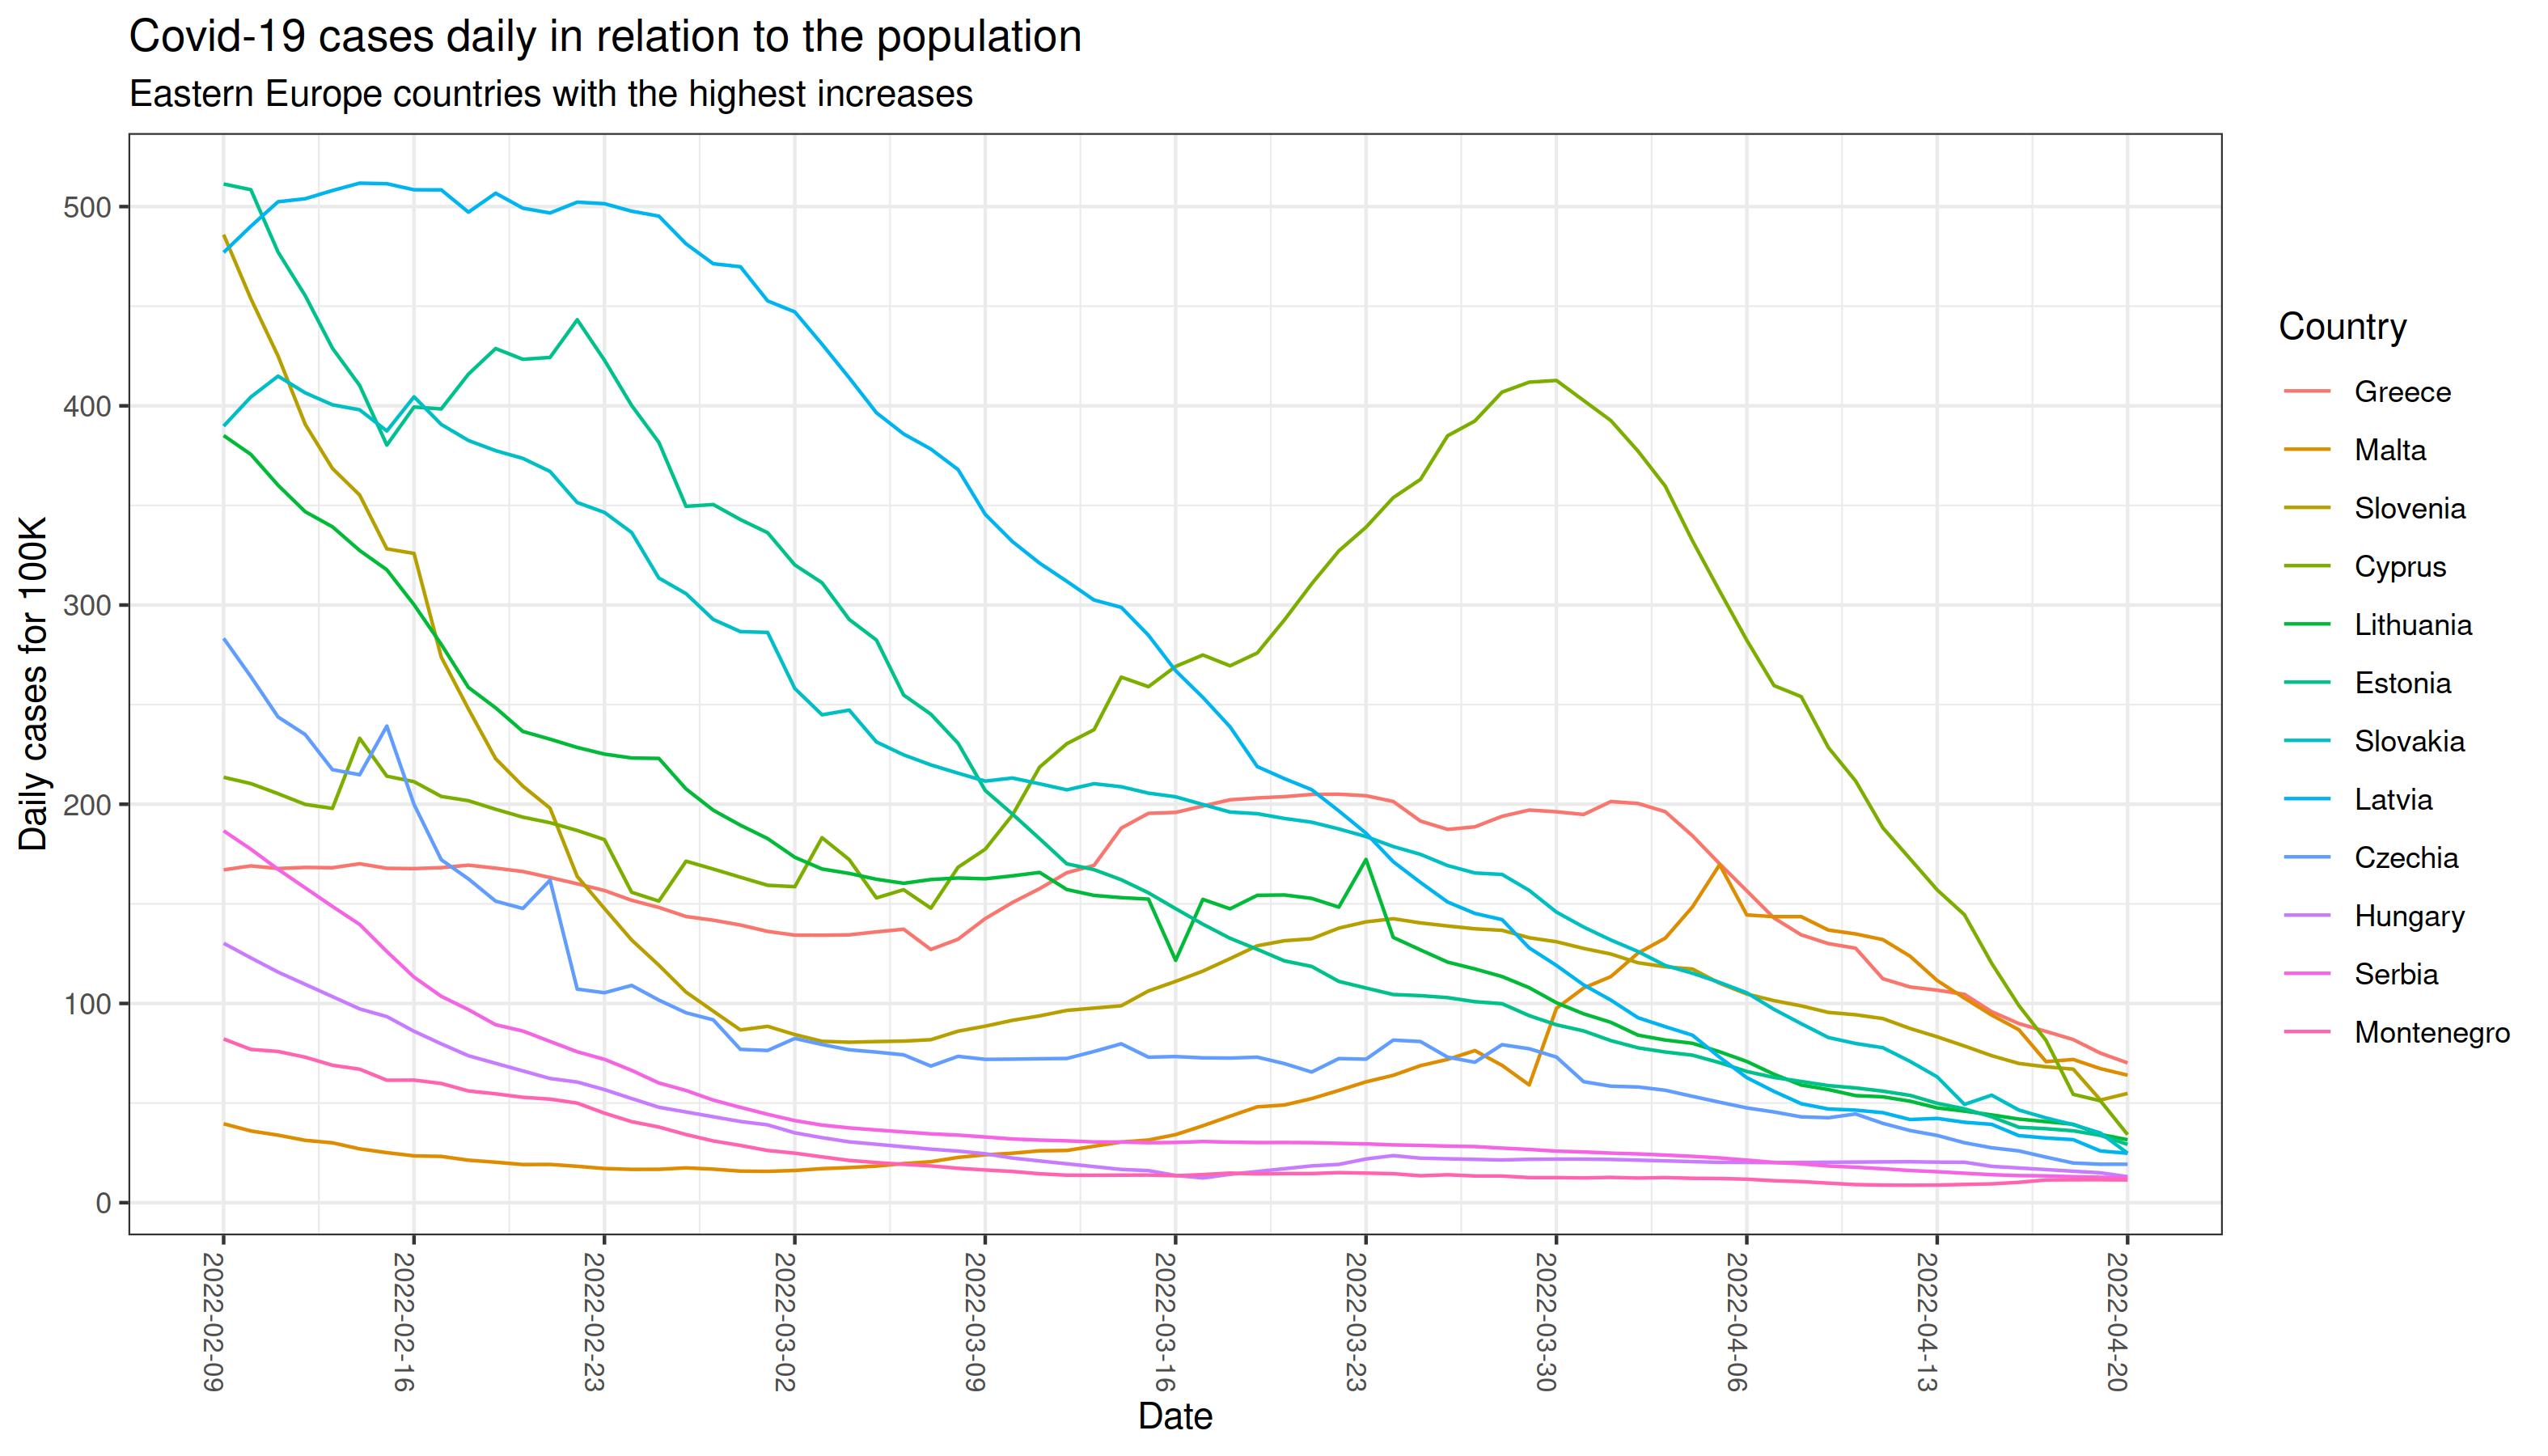 Covid-19 cases daily in relation to the population
Eastern Europe countries with the highest increases
Daily cases for 100K
500
400
300
200
100
0
2022-02-09
2022-02-16
2022-02-23
2022-03-02
2022-03-09
2022-03-16
2022-03-23
2022-03-30
2022-04-06
2022-04-13
2022-04-20
Date
Country
Greece
Malta
Slovenia
Cyprus
Lithuania
Estonia
Slovakia
Latvia
Czechia
Hungary
Serbia
Montenegro